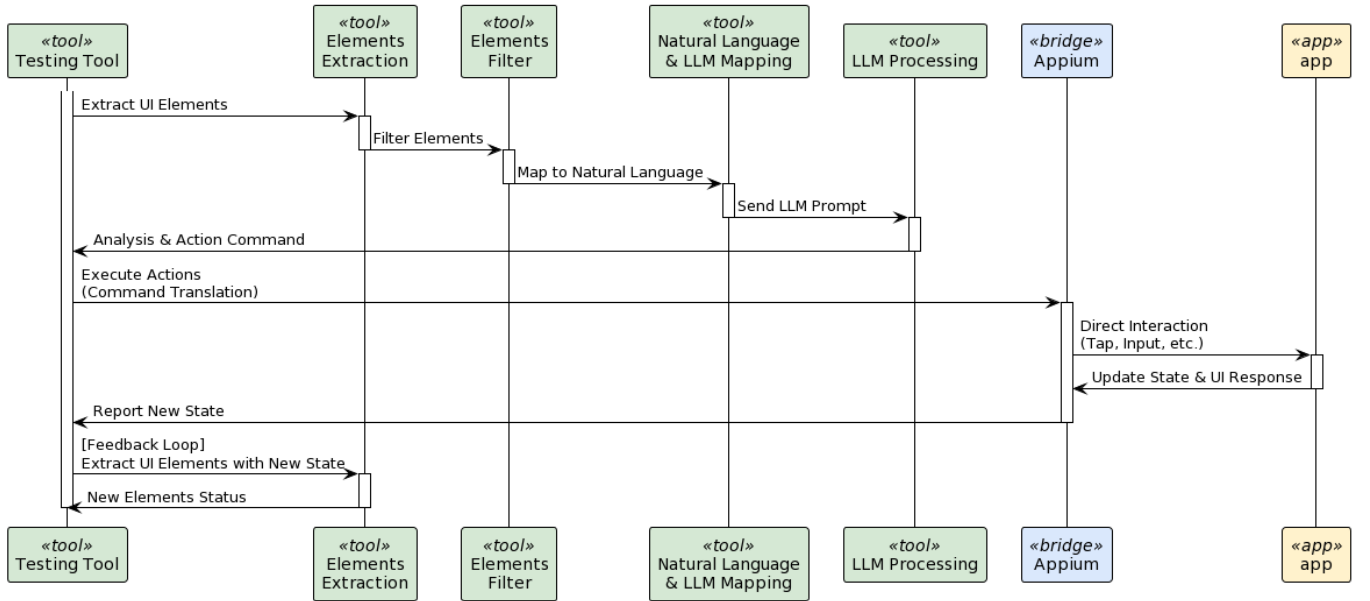 «tool»
Testing Tool
«tool»
Elements
Extraction
«tool»
Elements
Filter
«tool»
Natural Language
& LLM Mapping
«tool»
LLM Processing
«bridge»
Appium
«app»
app
Extract UI Elements
Filter Elements
Map to Natural Language
Send LLM Prompt
Analysis & Action Command
Execute Actions
(Command Translation)
Direct Interaction
(Tap, Input, etc.)
Update State & UI Response
Report New State
[Feedback Loop]
Extract UI Elements with New State
New Elements Status
«tool»
Testing Tool
«tool»
Elements
Extraction
«tool»
Elements
Filter
«tool»
Natural Language
& LLM Mapping
«tool»
LLM Processing
«bridge»
Appium
«app»
app